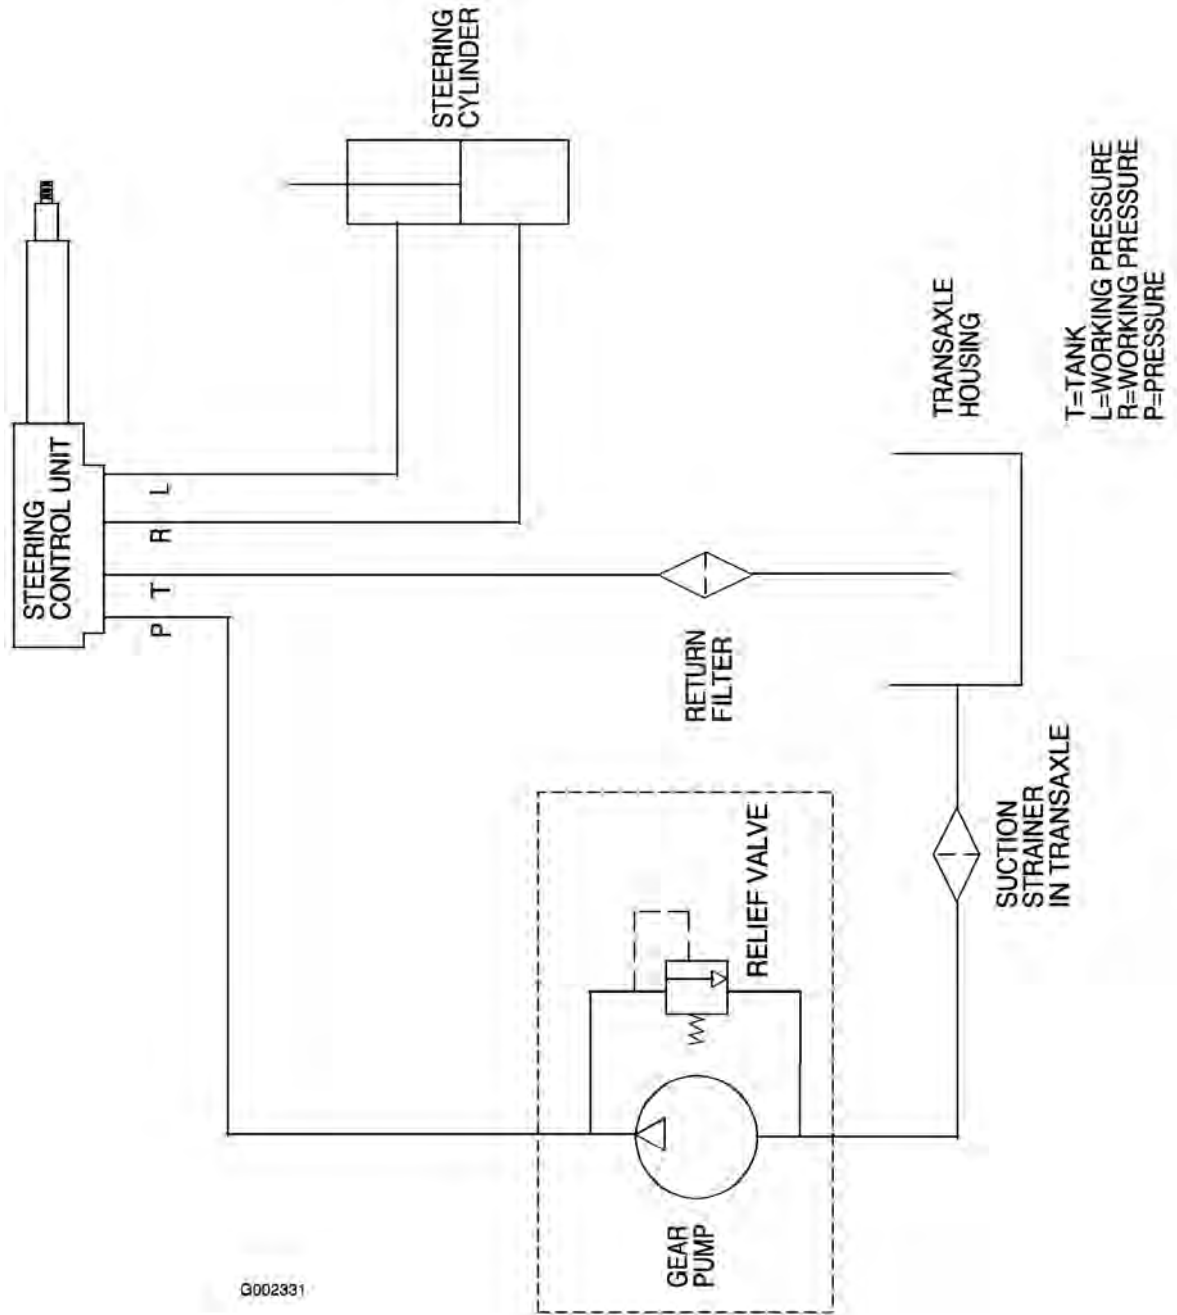 STEERING
CONTROL UNIT
P T R L
STEERING
CYLINDER
RETURN
FILTER
TRANSAXLE
HOUSING
GEAR
PUMP
RELIEF VALVE
SUCTION
STRAINER
IN TRANSAXLE
T=TANK
L=WORKING PRESSURE
R=WORKING PRESSURE
P=PRESSURE
G002331